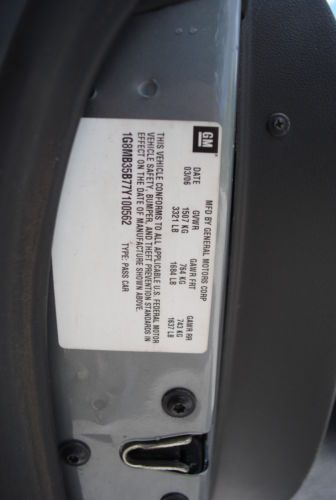 GM
MFD BY GENERAL MOTORS CORP
DATE GVWR GAWR FRT GAWR RR
03/06 1507 KG 764 KG 743 KG
3321 LB 1684 LB 1637 LB
THIS VEHICLE CONFORMS TO ALL APPLICABLE U.S. FEDERAL MOTOR
VEHICLE SAFETY, BUMPER, AND THEFT PREVENTION STANDARDS IN
EFFECT ON THE DATE OF MANUFACTURE SHOWN ABOVE.
1G8MB35B77Y100562 TYPE: PASS CAR